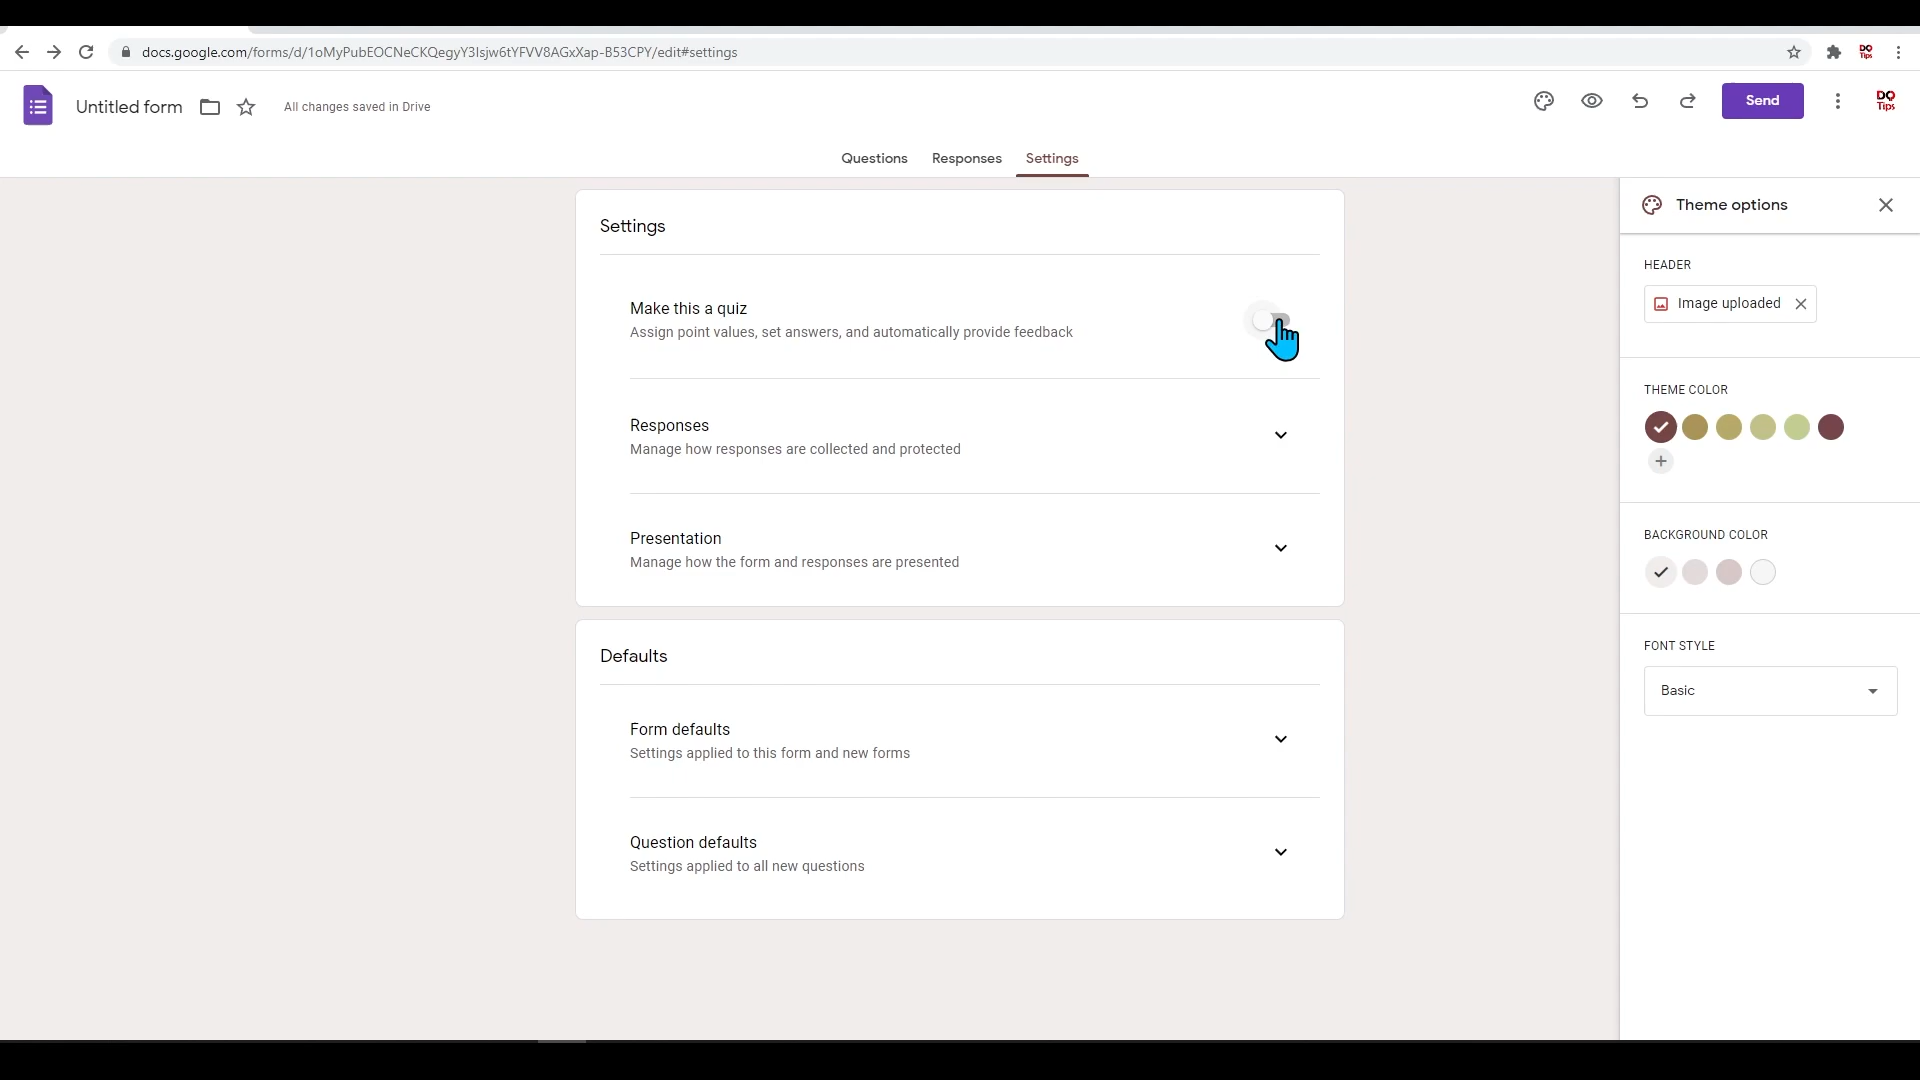 docs.google.com/forms/d/1oMyPubEOCNeCKQegyY3Isjw6tYFVV8AGxXap-B53CPY/edit#settings
DQ Tips
Untitled form
All changes saved in Drive
Send
DQ Tips
Questions
Responses
Settings
Settings
Make this a quiz
Assign point values, set answers, and automatically provide feedback
Responses
Manage how responses are collected and protected
Presentation
Manage how the form and responses are presented
Defaults
Form defaults
Settings applied to this form and new forms
Question defaults
Settings applied to all new questions
Theme options
HEADER
Image uploaded
THEME COLOR
BACKGROUND COLOR
FONT STYLE
Basic